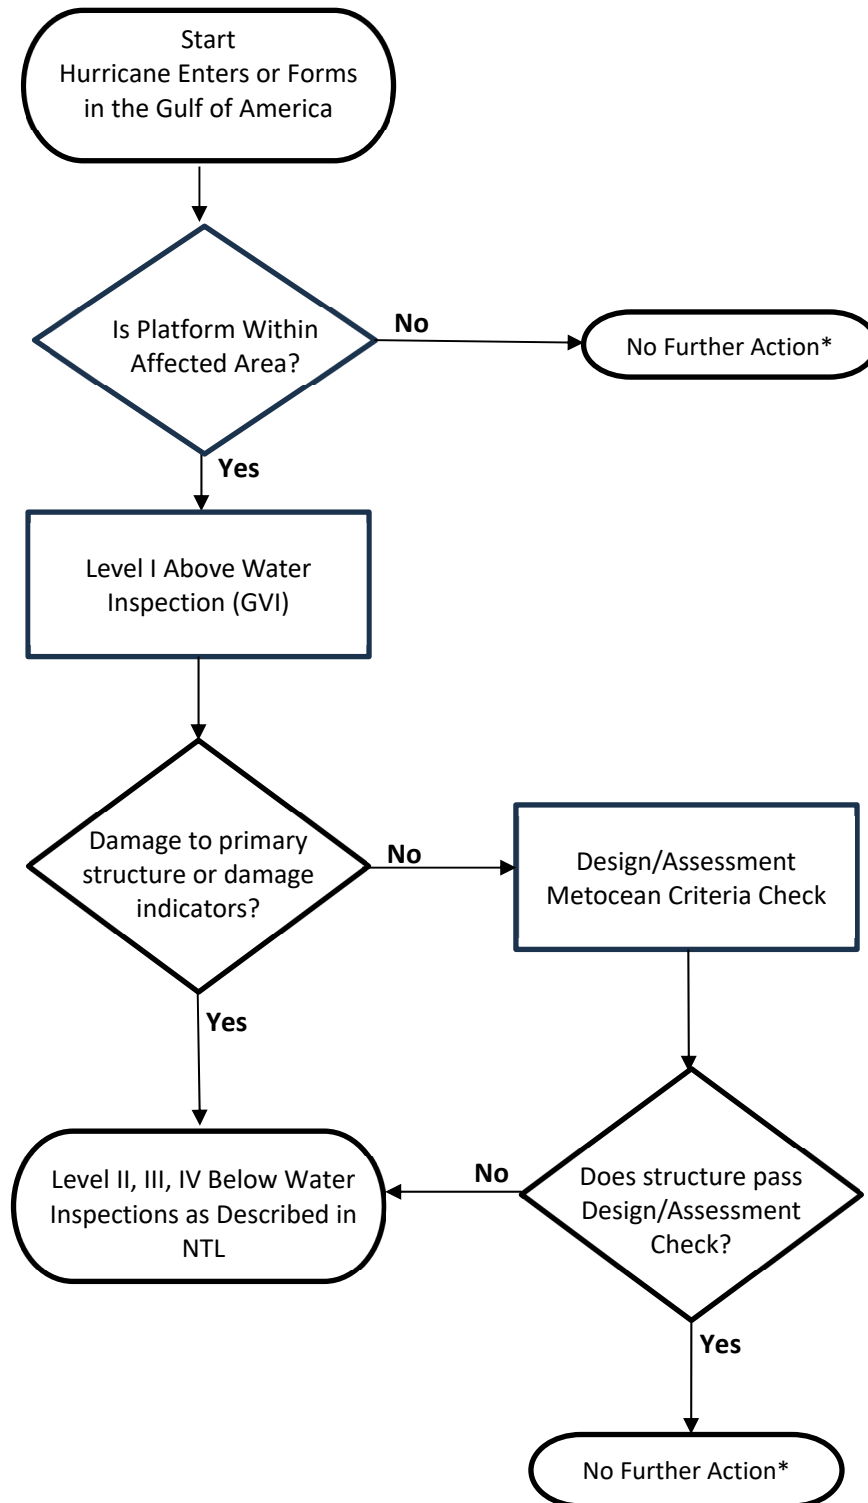 Start
Hurricane Enters or Forms
in the Gulf of America
Is Platform Within
Affected Area?
No
No Further Action*
Yes
Level I Above Water
Inspection (GVI)
Damage to primary
structure or damage
indicators?
No
Design/Assessment
Metocean Criteria Check
Yes
Level II, III, IV Below Water
Inspections as Described in
NTL
No
Does structure pass
Design/Assessment
Check?
Yes
No Further Action*